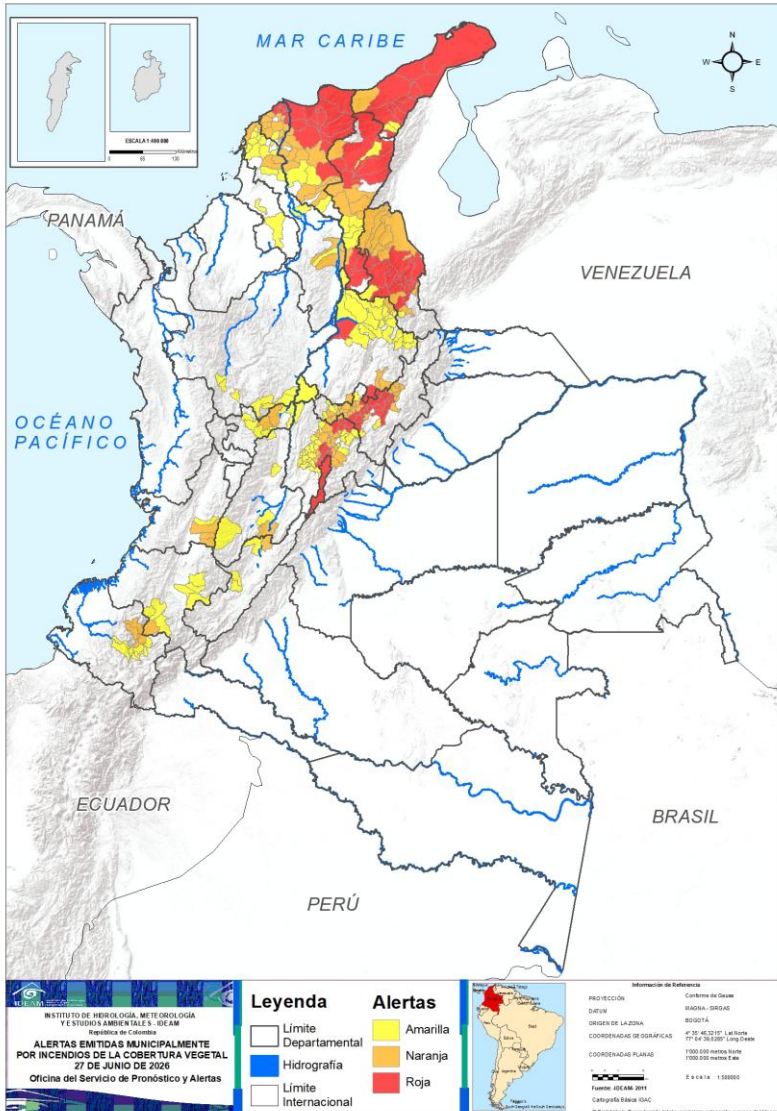 MAR CARIBE
N
W
E
S
ESCALA 1:400.000
PANAMÁ
VENEZUELA
OCÉANO
PACÍFICO
ECUADOR
BRASIL
PERÚ
IDEAM
INSTITUTO DE HIDROLOGÍA, METEOROLOGÍA
Y ESTUDIOS AMBIENTALES - IDEAM
República de Colombia
ALERTAS EMITIDAS MUNICIPALMENTE
POR INCENDIOS DE LA COBERTURA VEGETAL
27 DE JUNIO DE 2026
Oficina del Servicio de Pronóstico y Alertas
Leyenda
Límite
Departamental
Hidrografía
Límite
Internacional
Alertas
Amarilla
Naranja
Roja
Información de Referencia
PROYECCIÓN Conforme de Gauss
DATUM MAGNA - SIRGAS
ORIGEN DE LA ZONA BOGOTÁ
COORDENADAS GEOGRÁFICAS
COORDENADAS PLANAS 1'000.000 metros Norte
1'000.000 metros Este
Fuente: IDEAM- 2011
Cartografía Básica IGAC